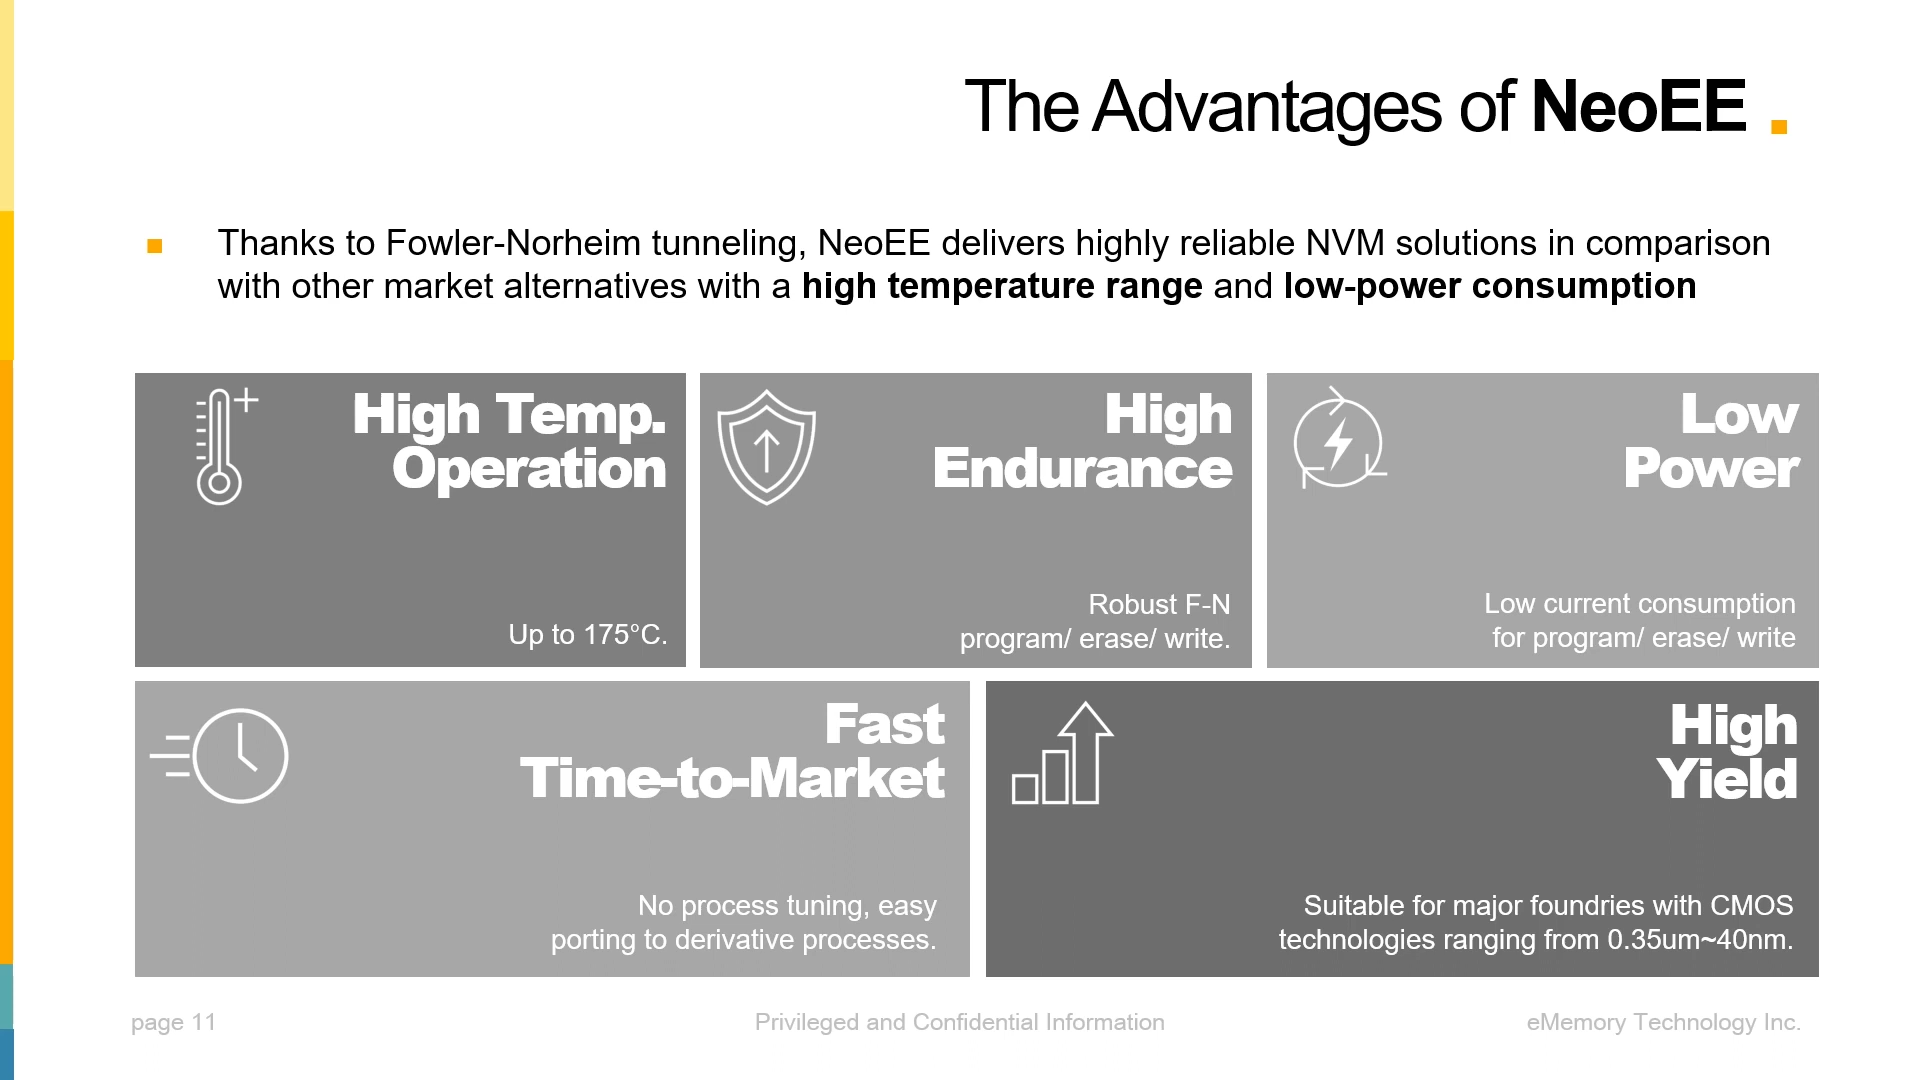 The Advantages of NeoEE .
Thanks to Fowler-Norheim tunneling, NeoEE delivers highly reliable NVM solutions in comparison
with other market alternatives with a high temperature range and low-power consumption
High Temp.
Operation
Up to 175°C.
High
Endurance
Robust F-N
program/ erase/ write.
Low
Power
Low current consumption
for program/ erase/ write
Fast
Time-to-Market
No process tuning, easy
porting to derivative processes.
High
Yield
Suitable for major foundries with CMOS
technologies ranging from 0.35um~40nm.
page 11
Privileged and Confidential Information
eMemory Technology Inc.